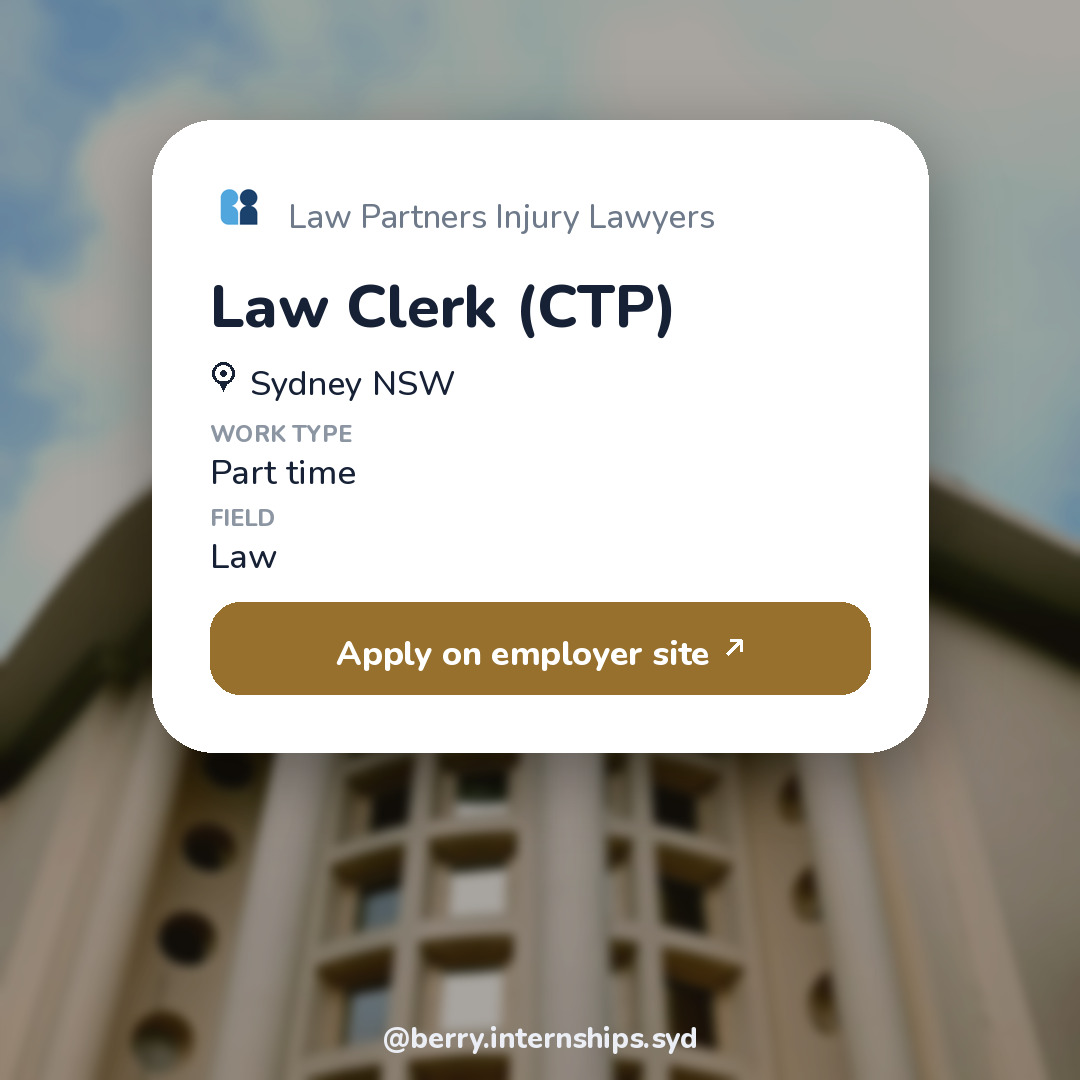 Law Partners Injury Lawyers
Law Clerk (CTP)
Sydney NSW
WORK TYPE
Part time
FIELD
Law
Apply on employer site ↗
@berry.internships.syd